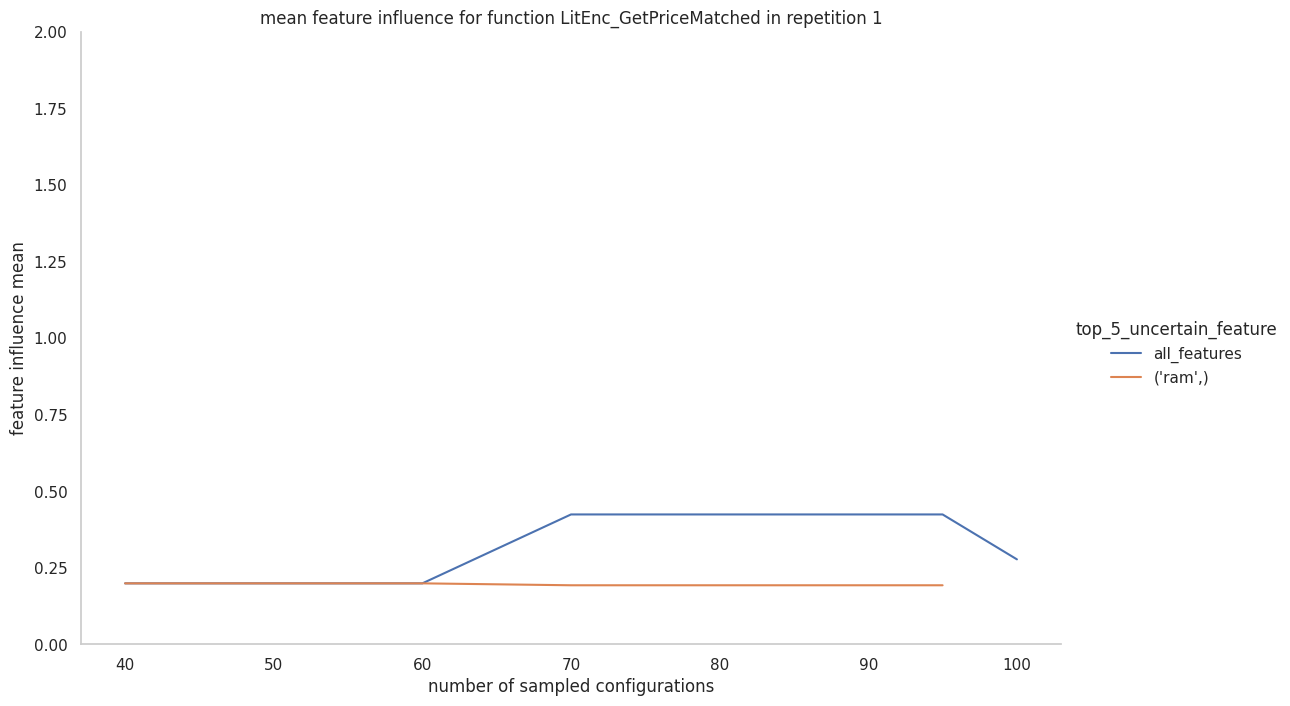 mean feature influence for function LitEnc_GetPriceMatched in repetition 1
2.00
1.75
1.50
1.25
1.00
0.75
0.50
0.25
0.00
feature influence mean
40 50 60 70 80 90 100
number of sampled configurations
top_5_uncertain_feature
all_features
('ram',)